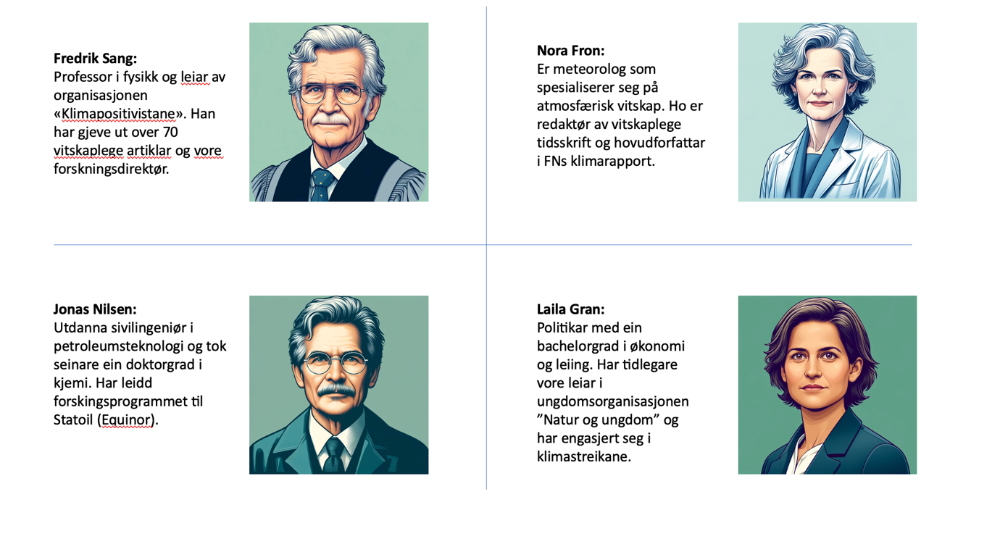 Fredrik Sang:
Professor i fysikk og leiar av
organisasjonen
«Klimapositivistane». Han
har gjeve ut over 70
vitskaplege artiklar og vore
forskningsdirektør.
Nora Fron:
Er meteorolog som
spesialiserer seg på
atmosfærisk vitskap. Ho er
redaktør av vitskaplege
tidsskrift og hovudforfattar
i FNs klimarapport.
Jonas Nilsen:
Utdanna sivilingeniør i
petroleumsteknologi og tok
seinare ein doktorgrad i
kjemi. Har leidd
forskingsprogrammet til
Statoil (Equinor).
Laila Gran:
Politikar med ein
bachelorgrad i økonomi
og leiing. Har tidlegare
vore leiar i
ungdomsorganisasjonen
”Natur og ungdom” og
har engasjert seg i
klimastreikane.